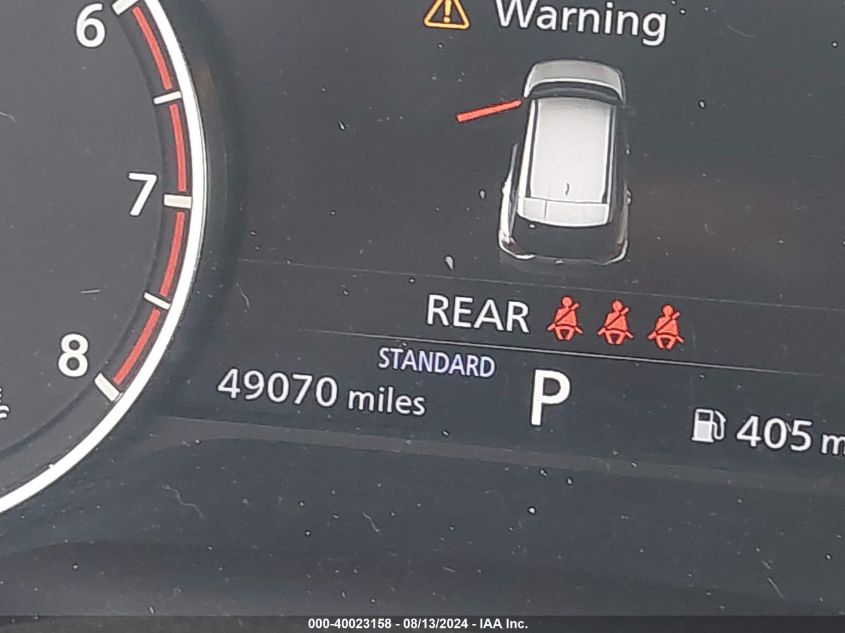 6
Warning
7
REAR
8
STANDARD
49070 miles
P
405 m
000-40023158 - 08/13/2024 - IAA Inc.